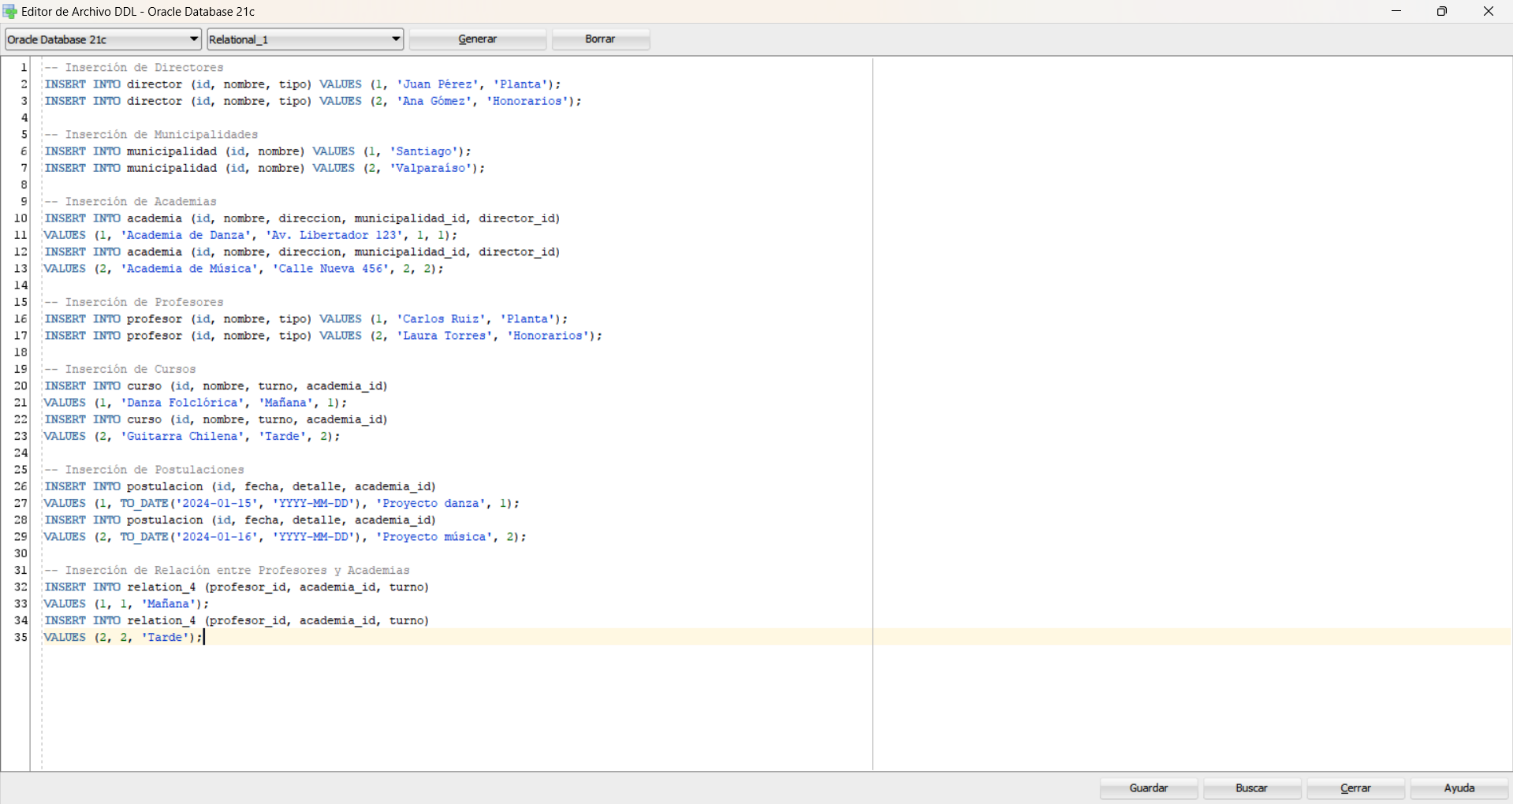 Editor de Archivo DDL - Oracle Database 21c
Oracle Database 21c Relational_1 Generar Borrar
1 -- Inserción de Directores
2 INSERT INTO director (id, nombre, tipo) VALUES (1, 'Juan Pérez', 'Planta');
3 INSERT INTO director (id, nombre, tipo) VALUES (2, 'Ana Gómez', 'Honorarios');
4
5 -- Inserción de Municipalidades
6 INSERT INTO municipalidad (id, nombre) VALUES (1, 'Santiago');
7 INSERT INTO municipalidad (id, nombre) VALUES (2, 'Valparaíso');
8
9 -- Inserción de Academias
10 INSERT INTO academia (id, nombre, direccion, municipalidad_id, director_id)
11 VALUES (1, 'Academia de Danza', 'Av. Libertador 123', 1, 1);
12 INSERT INTO academia (id, nombre, direccion, municipalidad_id, director_id)
13 VALUES (2, 'Academia de Música', 'Calle Nueva 456', 2, 2);
14
15 -- Inserción de Profesores
16 INSERT INTO profesor (id, nombre, tipo) VALUES (1, 'Carlos Ruiz', 'Planta');
17 INSERT INTO profesor (id, nombre, tipo) VALUES (2, 'Laura Torres', 'Honorarios');
18
19 -- Inserción de Cursos
20 INSERT INTO curso (id, nombre, turno, academia_id)
21 VALUES (1, 'Danza Folclórica', 'Mañana', 1);
22 INSERT INTO curso (id, nombre, turno, academia_id)
23 VALUES (2, 'Guitarra Chilena', 'Tarde', 2);
24
25 -- Inserción de Postulaciones
26 INSERT INTO postulacion (id, fecha, detalle, academia_id)
27 VALUES (1, TO_DATE('2024-01-15', 'YYYY-MM-DD'), 'Proyecto danza', 1);
28 INSERT INTO postulacion (id, fecha, detalle, academia_id)
29 VALUES (2, TO_DATE('2024-01-16', 'YYYY-MM-DD'), 'Proyecto música', 2);
30
31 -- Inserción de Relación entre Profesores y Academias
32 INSERT INTO relation_4 (profesor_id, academia_id, turno)
33 VALUES (1, 1, 'Mañana');
34 INSERT INTO relation_4 (profesor_id, academia_id, turno)
35 VALUES (2, 2, 'Tarde');
Guardar Buscar Cerrar Ayuda